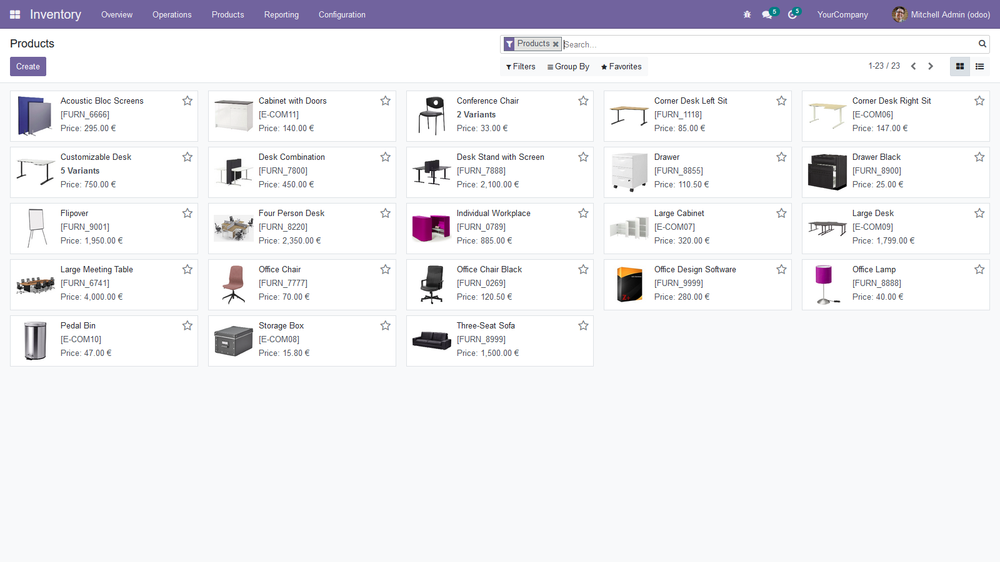 Inventory Overview Operations Products Reporting Configuration 5 5 YourCompany Mitchell Admin (odoo)
Products
Products Search...
Create
Filters Group By Favorites 1-23 / 23
Acoustic Bloc Screens
[FURN_6666]
Price: 295.00 €
Cabinet with Doors
[E-COM11]
Price: 140.00 €
Conference Chair
2 Variants
Price: 33.00 €
Corner Desk Left Sit
[FURN_1118]
Price: 85.00 €
Corner Desk Right Sit
[E-COM06]
Price: 147.00 €
Customizable Desk
5 Variants
Price: 750.00 €
Desk Combination
[FURN_7800]
Price: 450.00 €
Desk Stand with Screen
[FURN_7888]
Price: 2,100.00 €
Drawer
[FURN_8855]
Price: 110.50 €
Drawer Black
[FURN_8900]
Price: 25.00 €
Flipover
[FURN_9001]
Price: 1,950.00 €
Four Person Desk
[FURN_8220]
Price: 2,350.00 €
Individual Workplace
[FURN_0789]
Price: 885.00 €
Large Cabinet
[E-COM07]
Price: 320.00 €
Large Desk
[E-COM09]
Price: 1,799.00 €
Large Meeting Table
[FURN_6741]
Price: 4,000.00 €
Office Chair
[FURN_7777]
Price: 70.00 €
Office Chair Black
[FURN_0269]
Price: 120.50 €
Z+
Office Design Software
[FURN_9999]
Price: 280.00 €
Office Lamp
[FURN_8888]
Price: 40.00 €
Pedal Bin
[E-COM10]
Price: 47.00 €
Storage Box
[E-COM08]
Price: 15.80 €
Three-Seat Sofa
[FURN_8999]
Price: 1,500.00 €